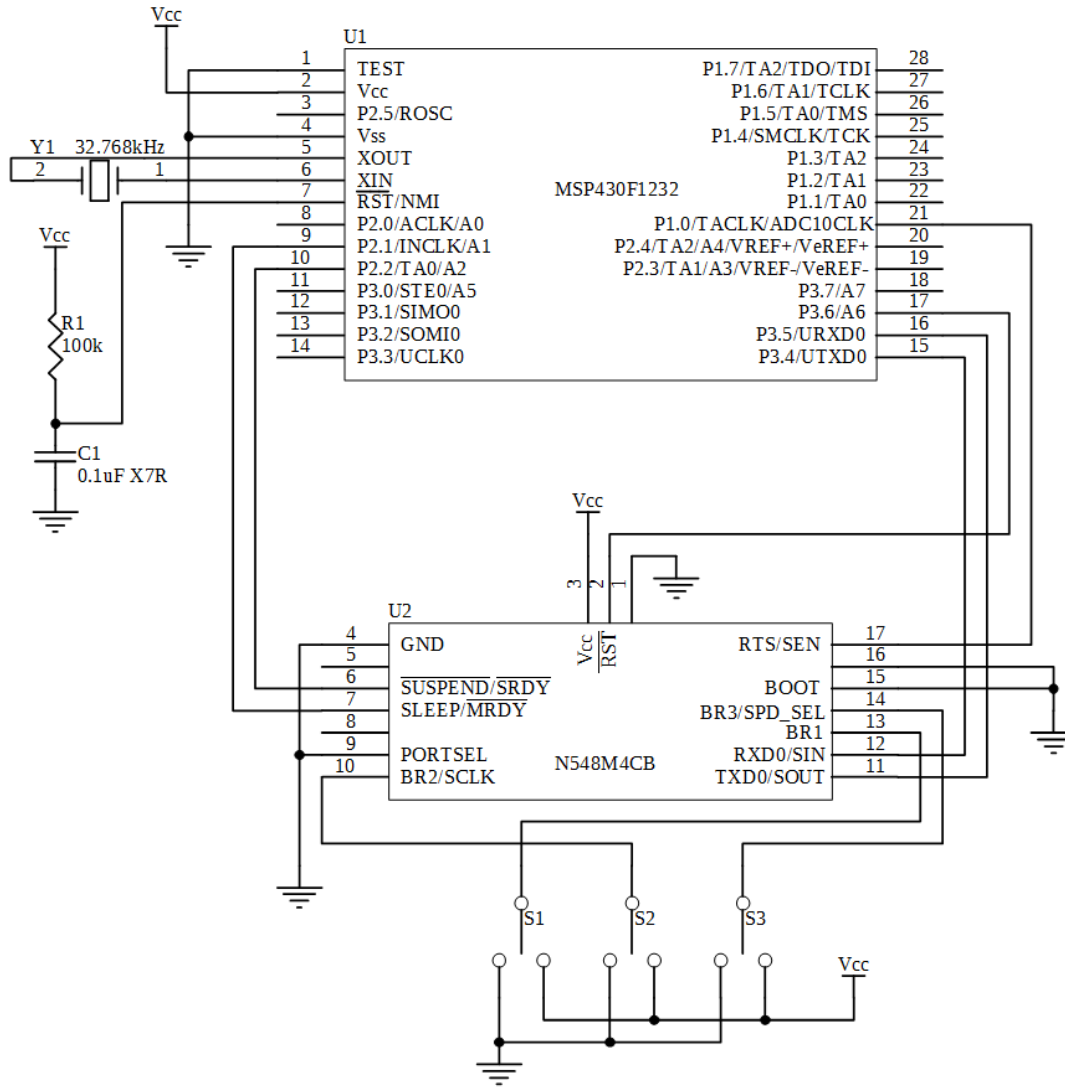 Vcc
U1
1 TEST P1.7/TA2/TDO/TDI 28
2 Vcc P1.6/TA1/TCLK 27
3 P2.5/ROSC P1.5/TA0/TMS 26
4 Vss P1.4/SMCLK/TCK 25
Y1 32.768kHz 5 XOUT P1.3/TA2 24
2 1 6 XIN P1.2/TA1 23
MSP430F1232
7 RST/NMI P1.1/TA0 22
8 P2.0/ACLK/A0 P1.0/TACLK/ADC10CLK 21
Vcc
9 P2.1/INCLK/A1 P2.4/TA2/A4/VREF+/VeREF+ 20
10 P2.2/TA0/A2 P2.3/TA1/A3/VREF-/VeREF- 19
11 P3.0/STE0/A5 P3.7/A7 18
12 P3.1/SIMO0 P3.6/A6 17
R1
13 P3.2/SOMI0 P3.5/URXD0 16
100k
14 P3.3/UCLK0 P3.4/UTXD0 15
C1
0.1uF X7R
Vcc
3 2 1
U2
Vcc RST
4 GND RTS/SEN 17
5 16
6 SUSPEND/SRDY BOOT 15
7 SLEEP/MRDY BR3/SPD_SEL 14
8 BR1 13
9 PORTSEL RXD0/SIN 12
N548M4CB
10 BR2/SCLK TXD0/SOUT 11
S1 S2 S3
Vcc